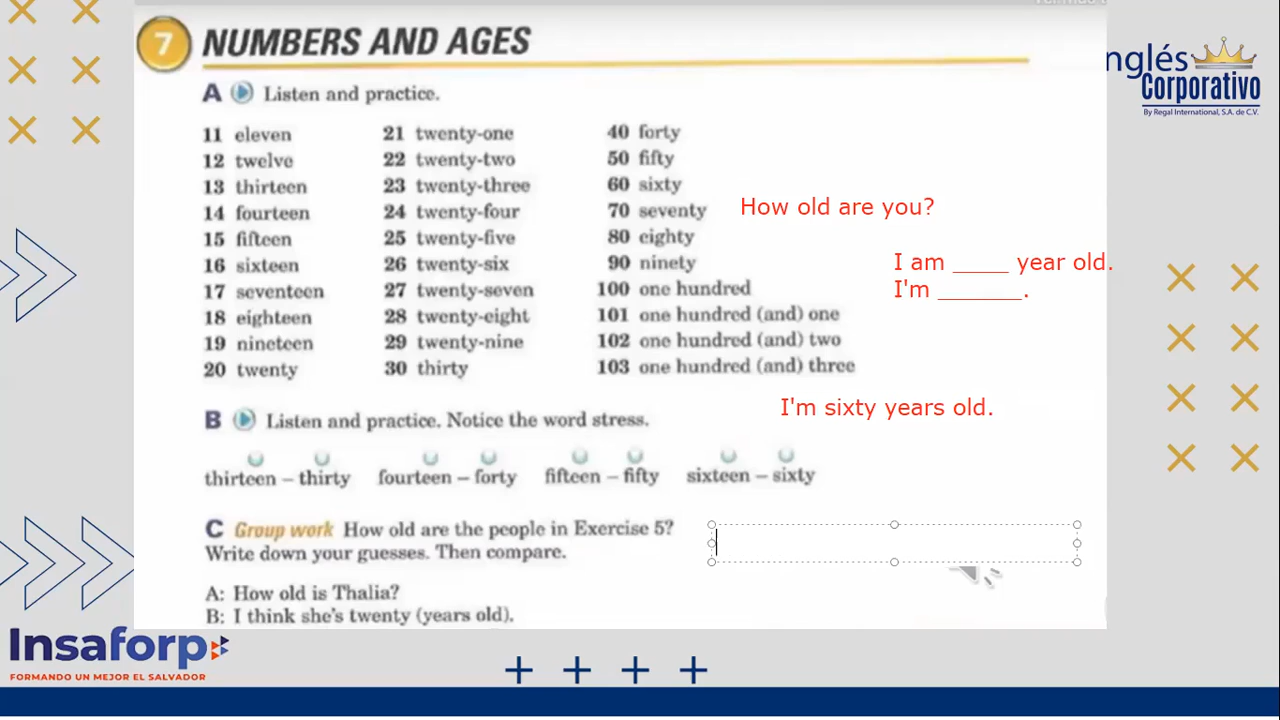 7 NUMBERS AND AGES
A Listen and practice.
11 eleven
12 twelve
13 thirteen
14 fourteen
15 fifteen
16 sixteen
17 seventeen
18 eighteen
19 nineteen
20 twenty
21 twenty-one
22 twenty-two
23 twenty-three
24 twenty-four
25 twenty-five
26 twenty-six
27 twenty-seven
28 twenty-eight
29 twenty-nine
30 thirty
40 forty
50 fifty
60 sixty
70 seventy
80 eighty
90 ninety
100 one hundred
101 one hundred (and) one
102 one hundred (and) two
103 one hundred (and) three
How old are you?
I am ____ year old.
I'm ______.
I'm sixty years old.
B Listen and practice. Notice the word stress.
thirteen – thirty fourteen – forty fifteen – fifty sixteen – sixty
C Group work How old are the people in Exercise 5?
Write down your guesses. Then compare.
A: How old is Thalia?
B: I think she's twenty (years old).
nglés
Corporativo
By Regal International, S.A. de C.V.
Insaforp
FORMANDO UN MEJOR EL SALVADOR